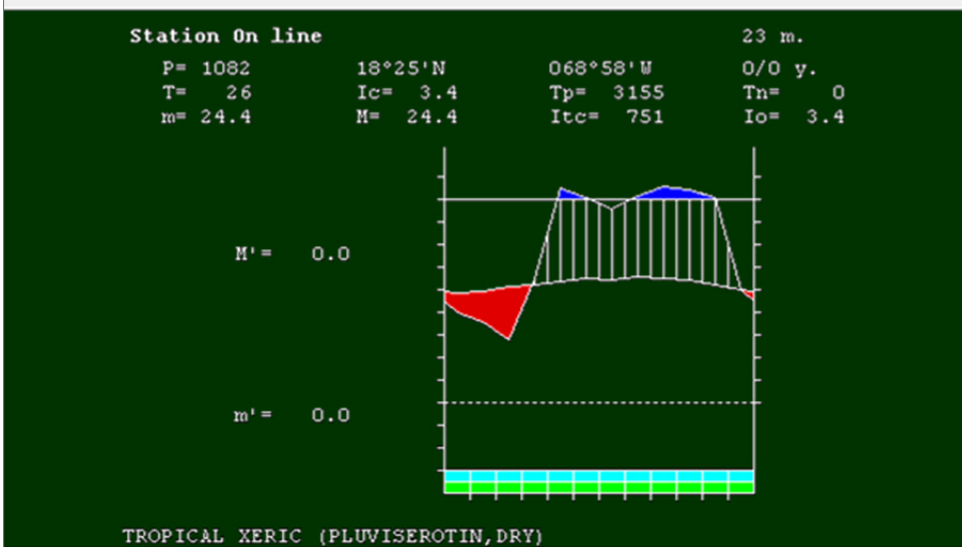 Station On line 23 m.
P= 1082 18°25'N 068°58'W 0/0 y.
T= 26 Ic= 3.4 Tp= 3155 Tn= 0
m= 24.4 M= 24.4 Itc= 751 Io= 3.4
M'= 0.0
m'= 0.0
TROPICAL XERIC (PLUVISEROTIN,DRY)